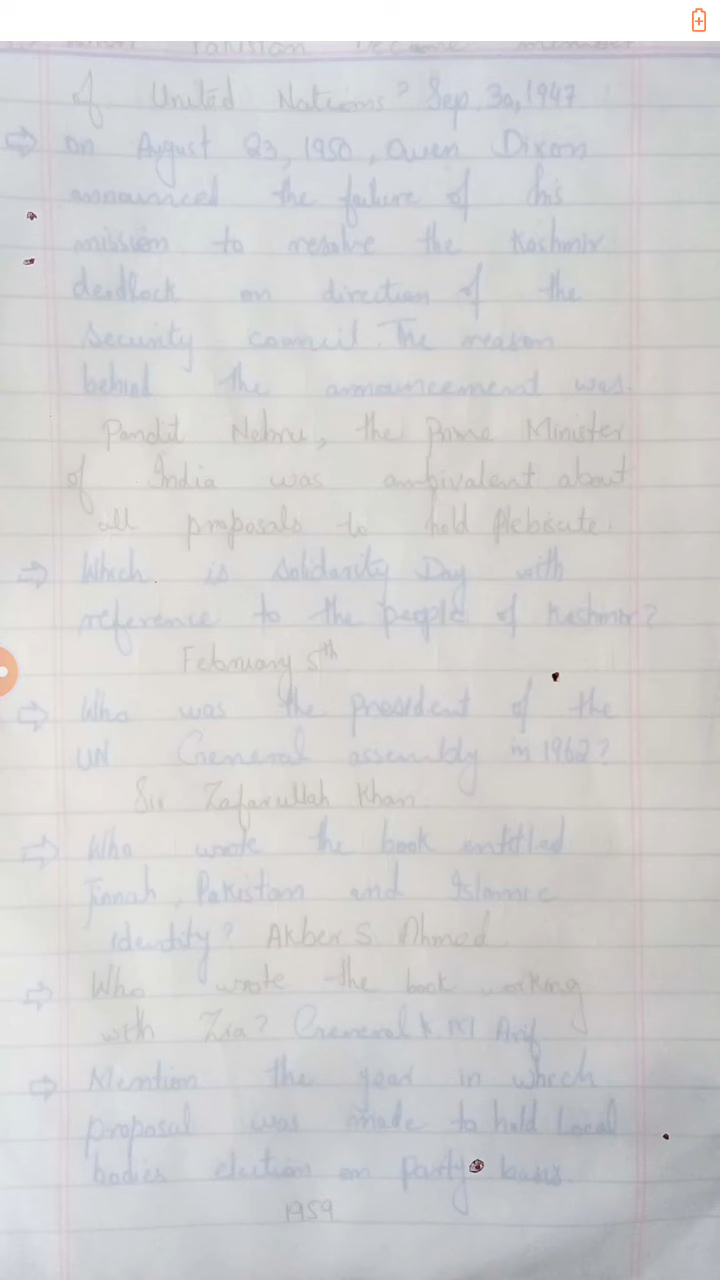 Pakistan become member
of United Nations? Sep 30, 1947
⇒ on August 23, 1950, Owen Dixon
announced the failure of his
mission to resolve the Kashmir
deadlock on direction of the
security council. The reason
behind the announcement was.
Pandit Nehru, the Prime Minister
of India was ambivalent about
all proposals to hold Plebiscute.
⇒ Which is Solidarity Day with
reference to the people of Keshmir?
February 5th
⇒ Who was the president of the
UN General assembly in 1962?
Sir Zafarullah Khan
⇒ Who wrote the book entitled
Jinnah, Pakistan and Islamic
identity? Akber S. Ahmed
⇒ Who wrote the book working
with Zia? General K M Arif
⇒ Mention the year in which
proposal was made to hold Local
bodies election on party basis.
1959